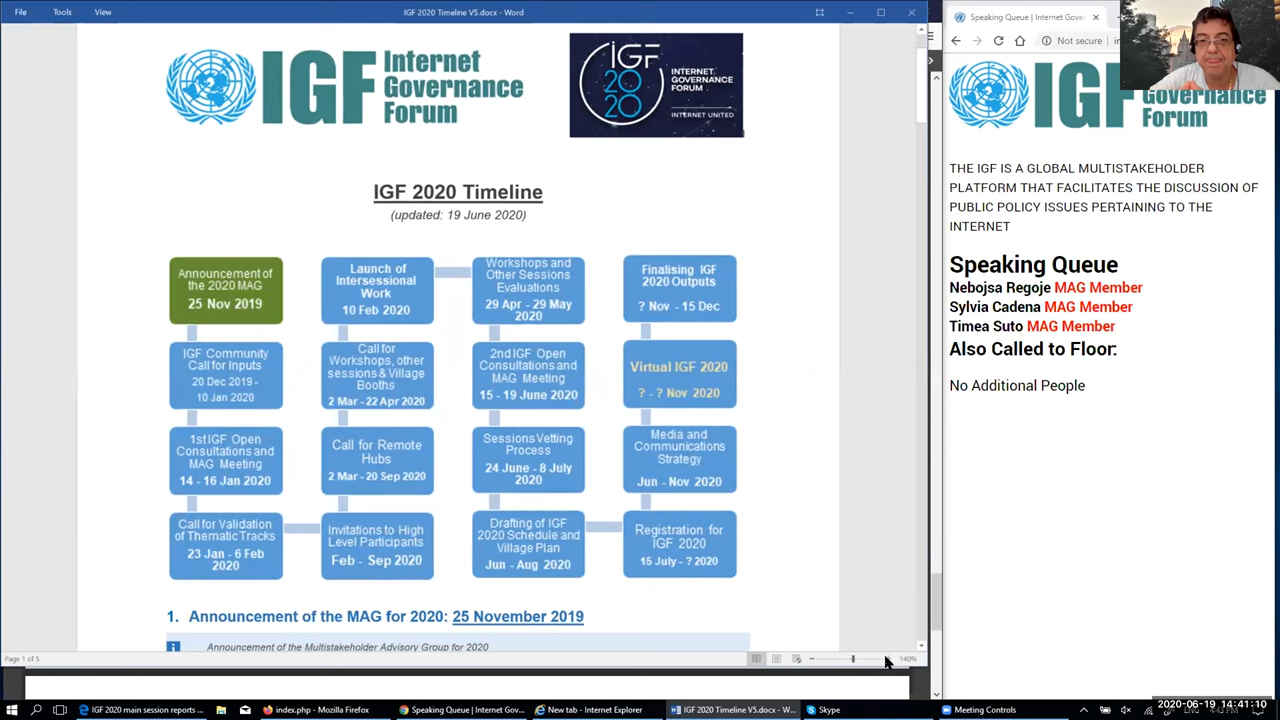 File
Tools
View
IGF 2020 Timeline V5.docx - Word
IGF
Internet
Governance
Forum
IGF
20
20
INTERNET
GOVERNANCE
FORUM
INTERNET UNITED
IGF 2020 Timeline
(updated: 19 June 2020)
Announcement of
the 2020 MAG
25 Nov 2019
IGF Community
Call for Inputs
20 Dec 2019 -
10 Jan 2020
1st IGF Open
Consultations and
MAG Meeting
14 - 16 Jan 2020
Call for Validation
of Thematic Tracks
23 Jan - 6 Feb
2020
Launch of
Intersessional
Work
10 Feb 2020
Call for
Workshops, other
sessions & Village
Booths
2 Mar - 22 Apr 2020
Call for Remote
Hubs
2 Mar - 20 Sep 2020
Invitations to High
Level Participants
Feb - Sep 2020
Workshops and
Other Sessions
Evaluations
29 Apr - 29 May
2020
2nd IGF Open
Consultations and
MAG Meeting
15 - 19 June 2020
Sessions Vetting
Process
24 June - 8 July
2020
Drafting of IGF
2020 Schedule and
Village Plan
Jun - Aug 2020
Finalising IGF
2020 Outputs
? Nov - 15 Dec
Virtual IGF 2020
? - ? Nov 2020
Media and
Communications
Strategy
Jun - Nov 2020
Registration for
IGF 2020
15 July - ? 2020
1. Announcement of the MAG for 2020: 25 November 2019
i
Announcement of the Multistakeholder Advisory Group for 2020
Page 1 of 5
140%
Speaking Queue | Internet Gove
Not secure
IGF
Governance
Forum
THE IGF IS A GLOBAL MULTISTAKEHOLDER
PLATFORM THAT FACILITATES THE DISCUSSION OF
PUBLIC POLICY ISSUES PERTAINING TO THE
INTERNET
Speaking Queue
Nebojsa Regoje MAG Member
Sylvia Cadena MAG Member
Timea Suto MAG Member
Also Called to Floor:
No Additional People
IGF 2020 main session reports ...
index.php - Mozilla Firefox
Speaking Queue | Internet Gov...
New tab - Internet Explorer
IGF 2020 Timeline V5.docx - W...
Skype
Meeting Controls
2020-06-19 14:41:10